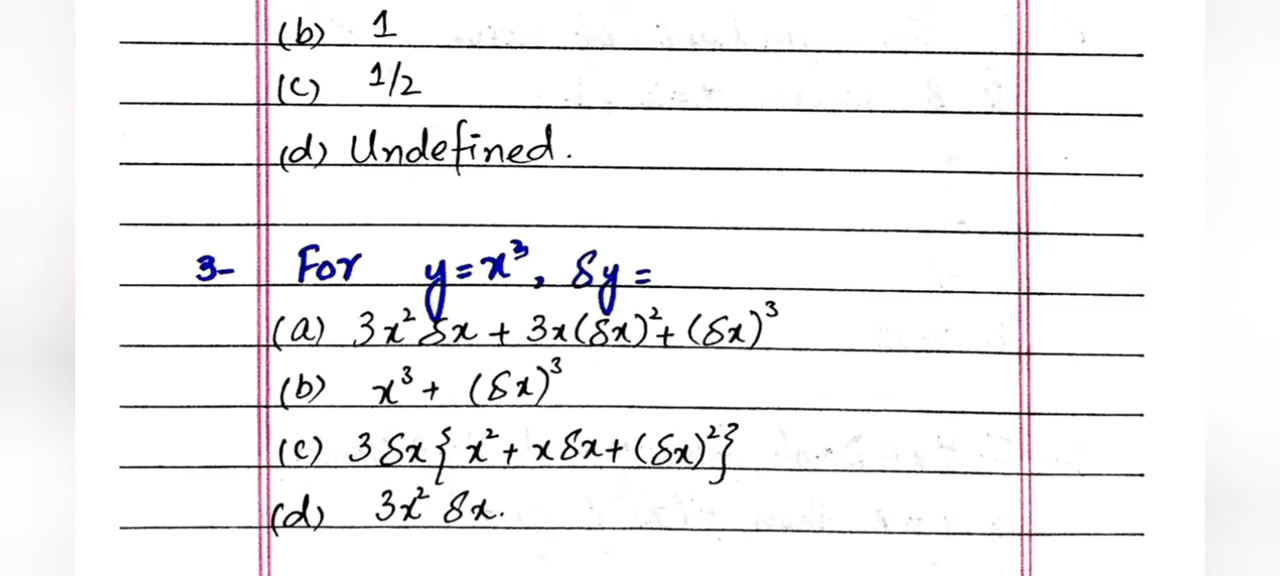 (b) 1
(c) 1/2
(d) Undefined.
3- For y=x³, δy=
(a) 3x²δx + 3x(δx)²+(δx)³
(b) x³+ (δx)³
(c) 3δx{x²+xδx+(δx)²}
(d) 3x² δx.